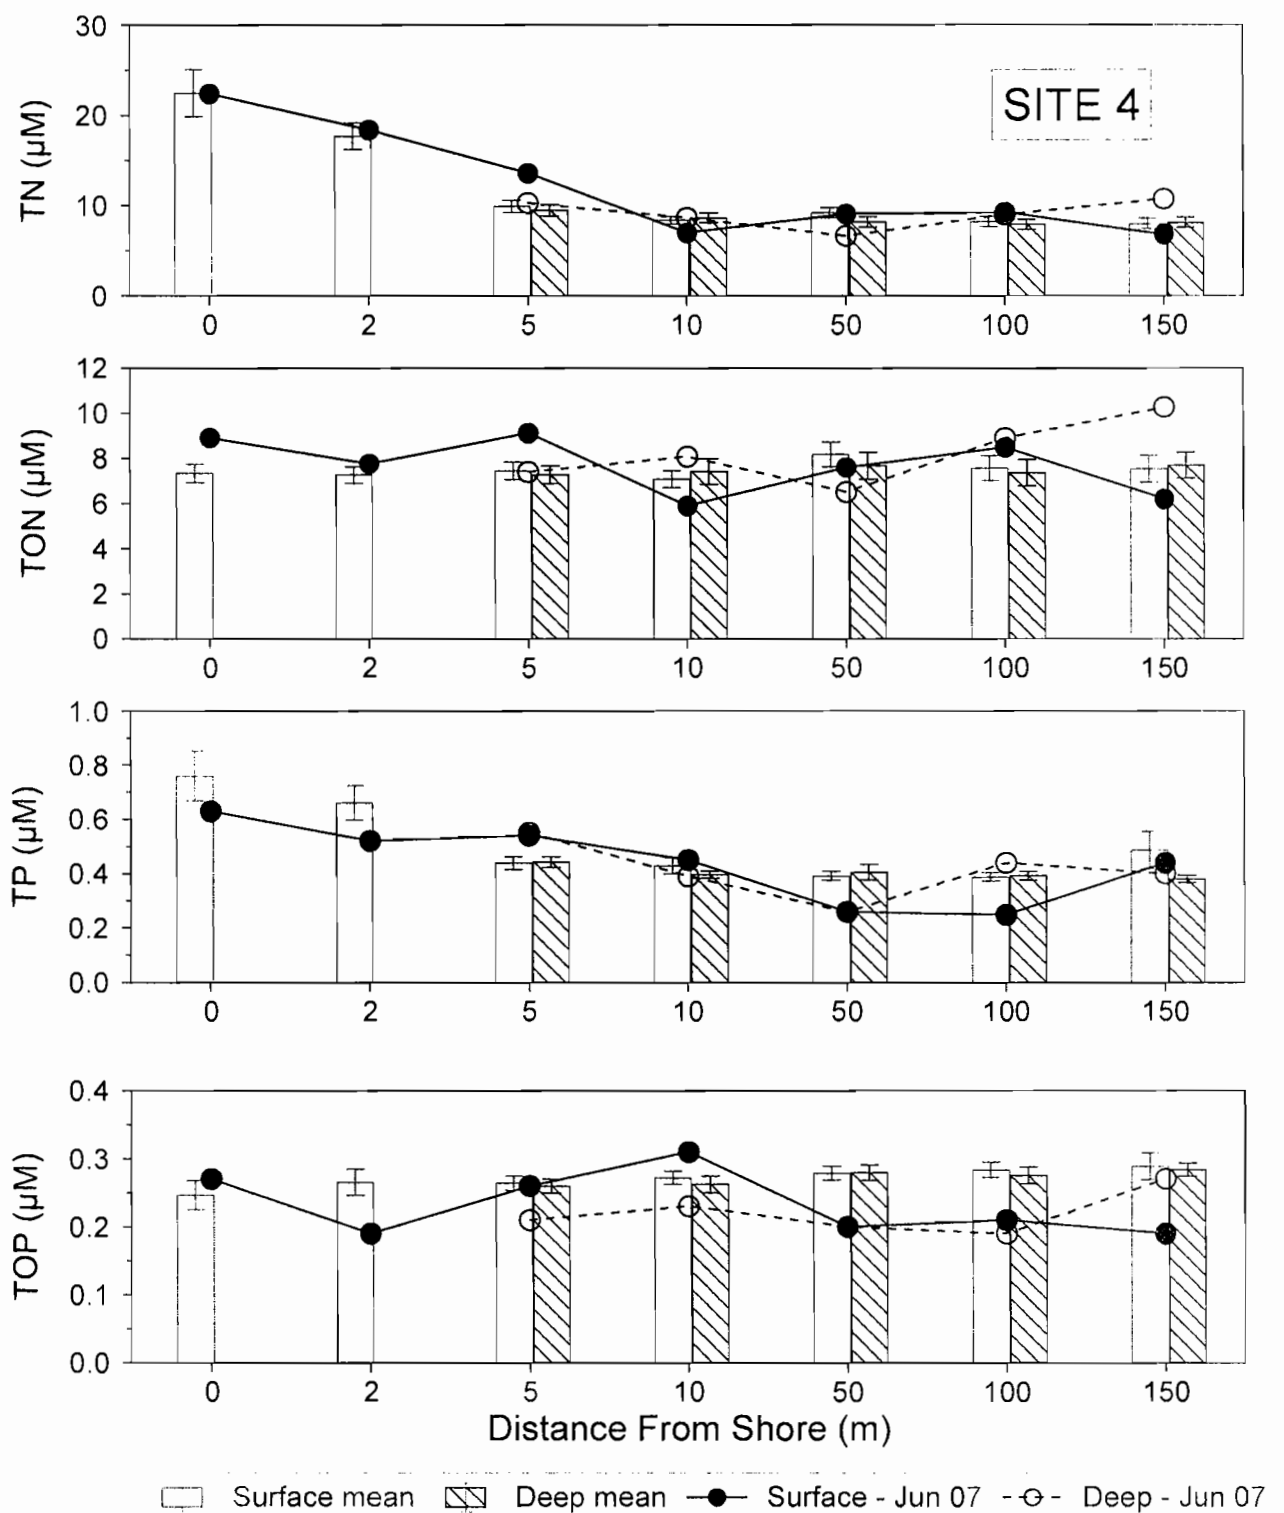 30
20
10
0
TN (µM)
SITE 4
0 2 5 10 50 100 150
12
10
8
6
4
2
0
TON (µM)
0 2 5 10 50 100 150
1.0
0.8
0.6
0.4
0.2
0.0
TP (µM)
0 2 5 10 50 100 150
0.4
0.3
0.2
0.1
0.0
TOP (µM)
0 2 5 10 50 100 150
Distance From Shore (m)
Surface mean Deep mean Surface - Jun 07 Deep - Jun 07